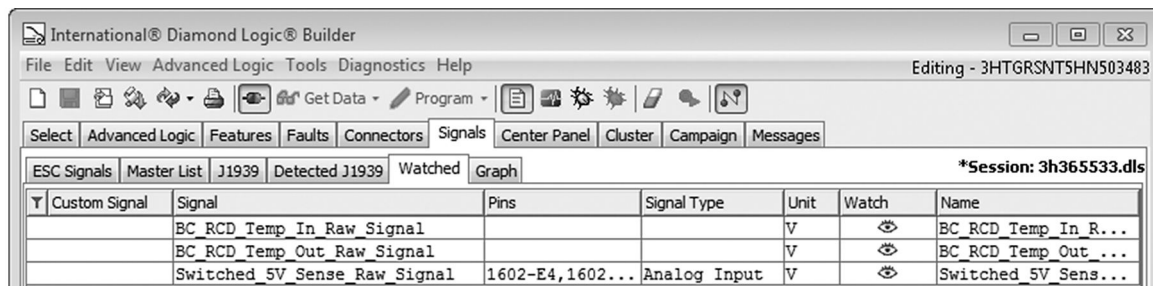 International® Diamond Logic® Builder
File Edit View Advanced Logic Tools Diagnostics Help Editing - 3HTGRSNT5HN503483
Get Data Program
Select Advanced Logic Features Faults Connectors Signals Center Panel Cluster Campaign Messages
ESC Signals Master List J1939 Detected J1939 Watched Graph *Session: 3h365533.dls
Custom Signal Signal Pins Signal Type Unit Watch Name
BC_RCD_Temp_In_Raw_Signal V BC_RCD_Temp_In_R...
BC_RCD_Temp_Out_Raw_Signal V BC_RCD_Temp_Out_...
Switched_5V_Sense_Raw_Signal 1602-E4,1602... Analog Input V Switched_5V_Sens...